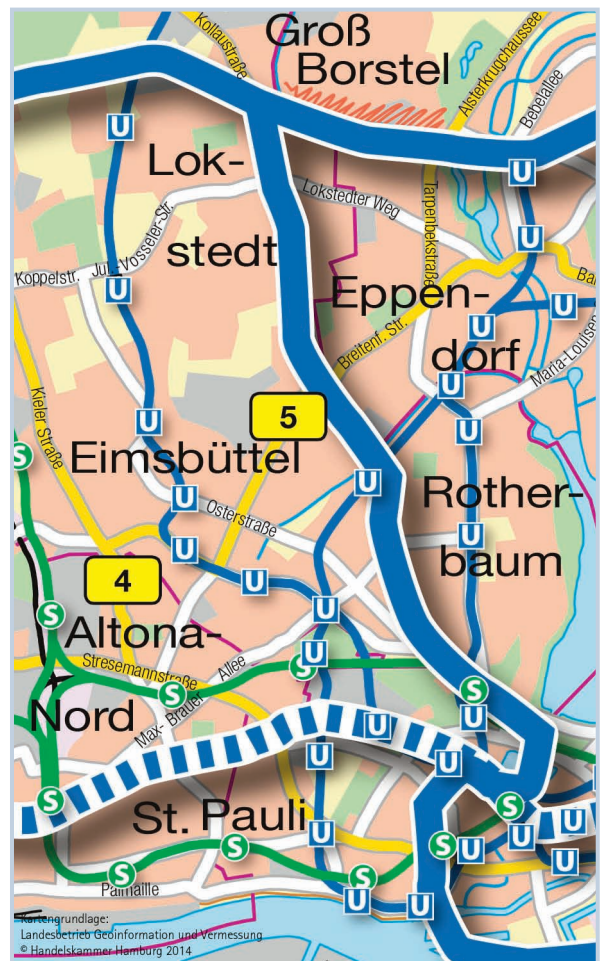 Kollaustraße
Groß
Borstel
Alsterkrugchaussee
Bebelallee
U
U
Lok-
stedt
Lokstedter Weg
Tarpenbekstraße
U
Koppelstr.
Jul.-Vosseler-Str.
U
Eppen-
dorf
U
U
Breitenf. Str.
Maria-Louisen
U
Kieler Straße
5
U
U
S
Eimsbüttel
U
U
Rother-
baum
Osterstraße
U
U
4
U
U
S
Altona-
Nord
Stresemannstraße
Max- Brauer
Allee
S
S
U
S
U
U
U
U
S
St. Pauli
S
U
U
U
S
S
U
U
S
S
U
U
Palmaille
Kartengrundlage:
Landesbetrieb Geoinformation und Vermessung
© Handelskammer Hamburg 2014